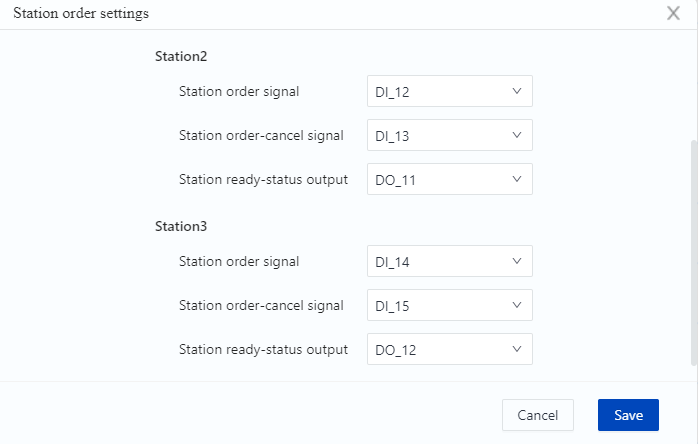 Station order settings
Station2
Station order signal DI_12
Station order-cancel signal DI_13
Station ready-status output DO_11
Station3
Station order signal DI_14
Station order-cancel signal DI_15
Station ready-status output DO_12
Cancel Save